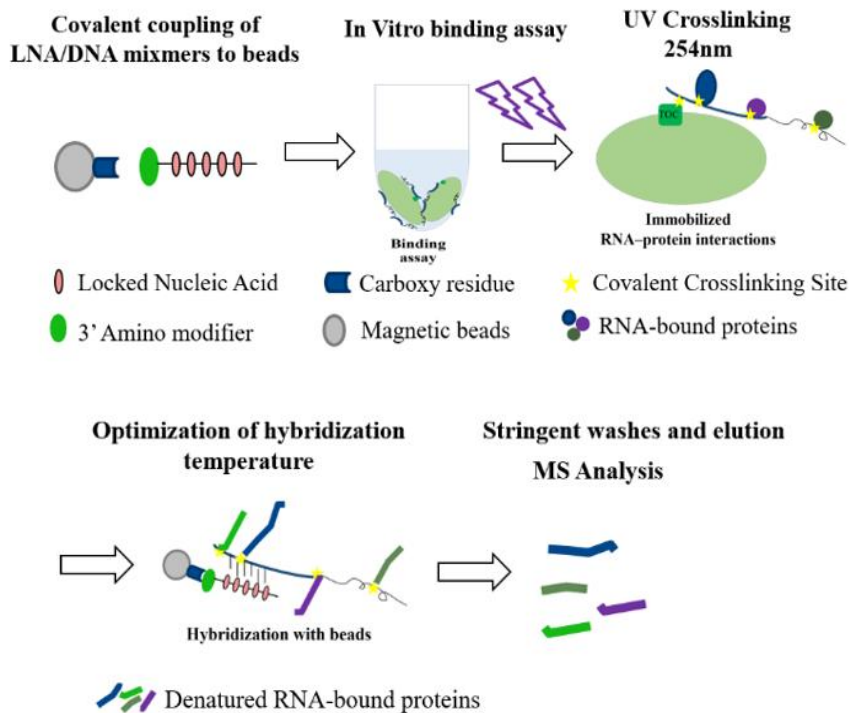 Covalent coupling of
LNA/DNA mixmers to beads
In Vitro binding assay
UV Crosslinking
254nm
TOC
Binding
assay
Immobilized
RNA–protein interactions
Locked Nucleic Acid
Carboxy residue
Covalent Crosslinking Site
3' Amino modifier
Magnetic beads
RNA-bound proteins
Optimization of hybridization
temperature
Stringent washes and elution
MS Analysis
Hybridization with beads
Denatured RNA-bound proteins